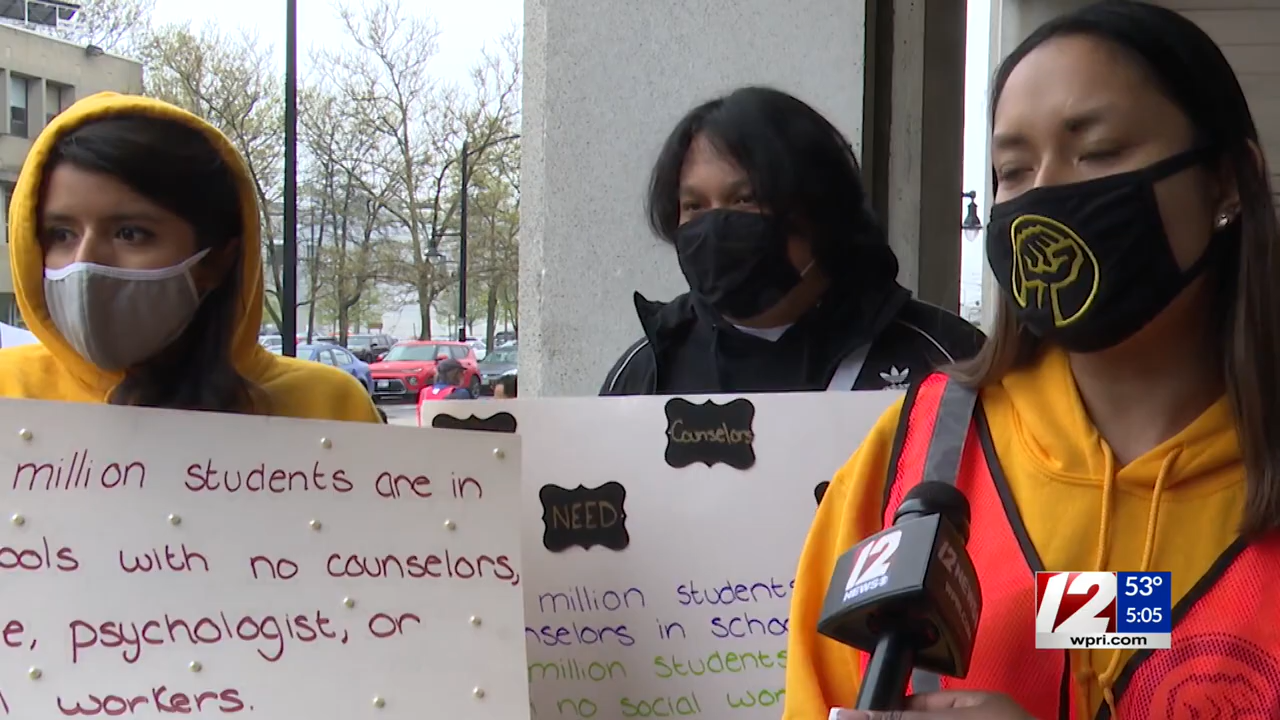 million students are in
ools with no counselors,
e, psychologist, or
l workers.
Counselors
NEED
million students
nselors in schoo
million students
no social wor
12
NEWS
12
53°
5:05
wpri.com